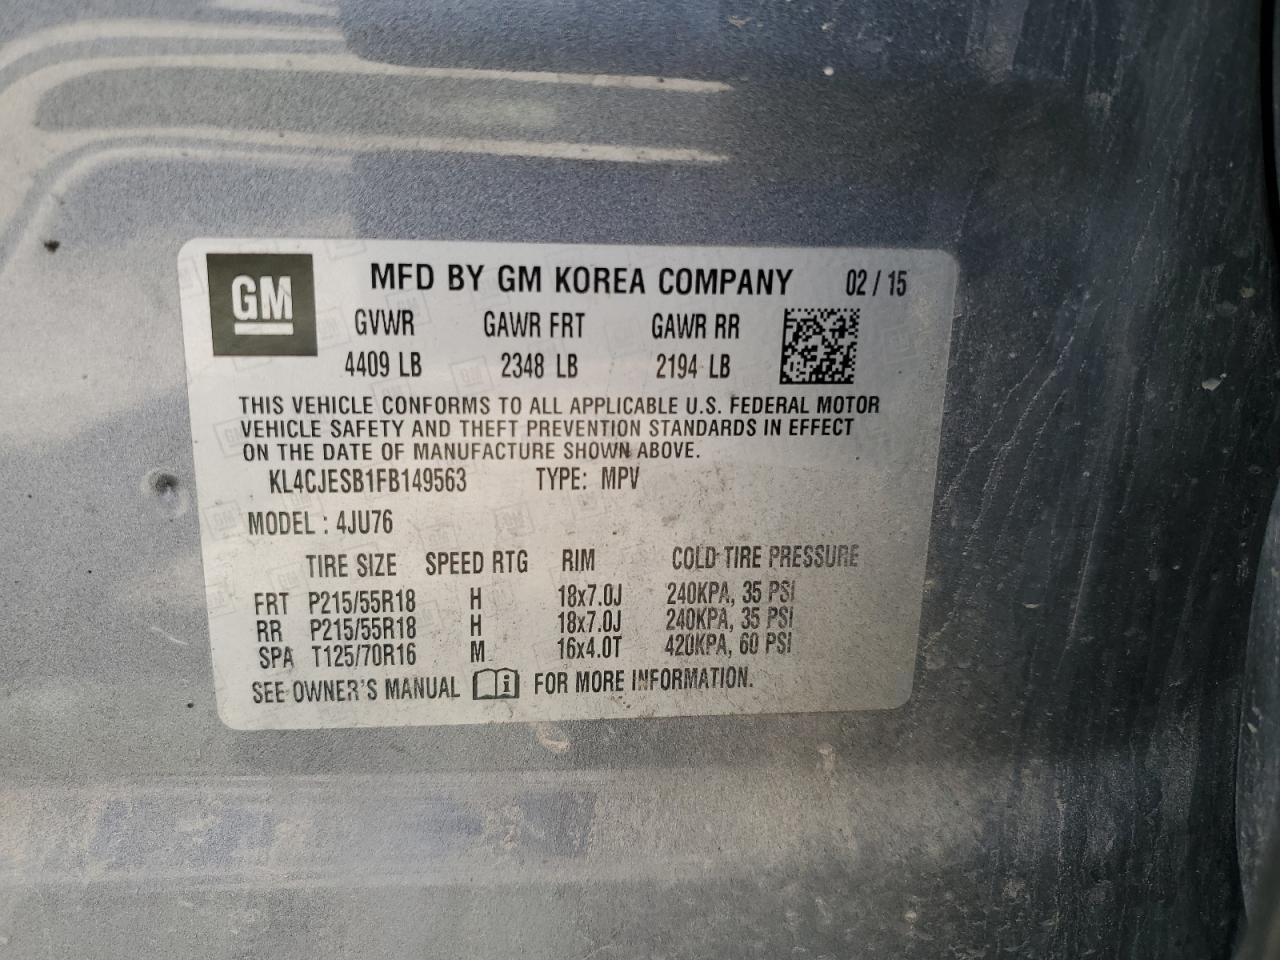 GM MFD BY GM KOREA COMPANY 02 / 15
GVWR GAWR FRT GAWR RR
4409 LB 2348 LB 2194 LB
THIS VEHICLE CONFORMS TO ALL APPLICABLE U.S. FEDERAL MOTOR
VEHICLE SAFETY AND THEFT PREVENTION STANDARDS IN EFFECT
ON THE DATE OF MANUFACTURE SHOWN ABOVE.
KL4CJESB1FB149563 TYPE: MPV
MODEL : 4JU76
TIRE SIZE SPEED RTG RIM COLD TIRE PRESSURE
FRT P215/55R18 H 18x7.0J 240KPA, 35 PSI
RR P215/55R18 H 18x7.0J 240KPA, 35 PSI
SPA T125/70R16 M 16x4.0T 420KPA, 60 PSI
SEE OWNER'S MANUAL i FOR MORE INFORMATION.